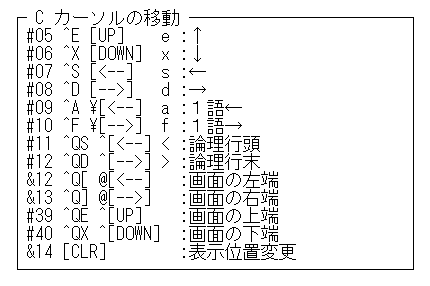 C カーソルの移動
#05 ^E [UP] e :↑
#06 ^X [DOWN] x :↓
#07 ^S [<--] s :←
#08 ^D [-->] d :→
#09 ^A ¥[<--] a :1語←
#10 ^F ¥[-->] f :1語→
#11 ^QS ^[<--] < :論理行頭
#12 ^QD ^[-->] > :論理行末
&12 ^Q[ @[<--] :画面の左端
&13 ^Q] @[-->] :画面の右端
#39 ^QE ^[UP] :画面の上端
#40 ^QX ^[DOWN] :画面の下端
&14 [CLR] :表示位置変更